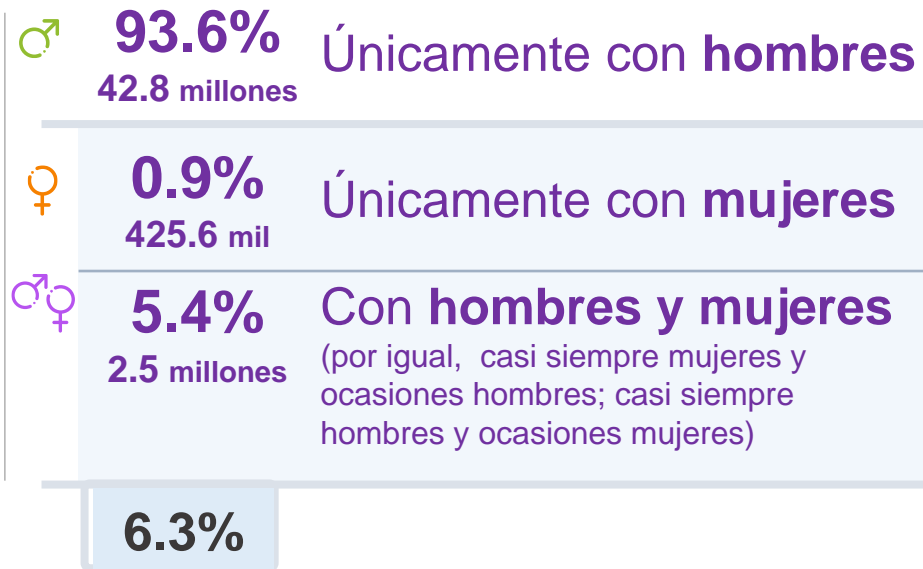 93.6%
42.8 millones
Únicamente con hombres
0.9%
425.6 mil
Únicamente con mujeres
5.4%
2.5 millones
Con hombres y mujeres
(por igual, casi siempre mujeres y
ocasiones hombres; casi siempre
hombres y ocasiones mujeres)
6.3%